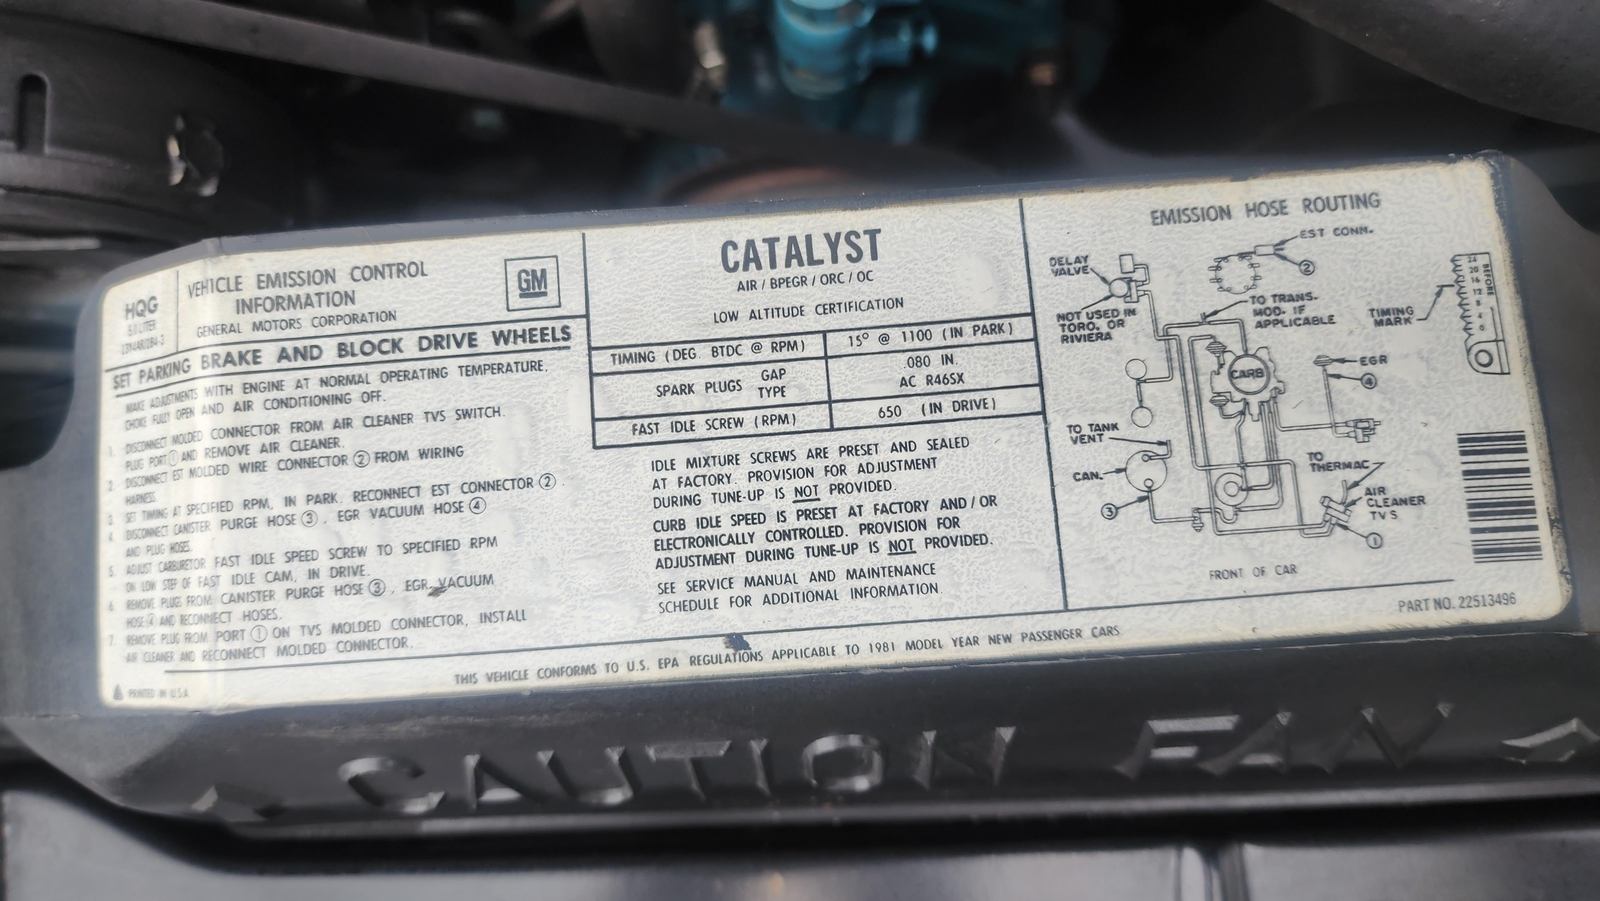 HQG
5.0 LITER
VEHICLE EMISSION CONTROL
INFORMATION
GENERAL MOTORS CORPORATION
GM
SET PARKING BRAKE AND BLOCK DRIVE WHEELS
MAKE ADJUSTMENTS WITH ENGINE AT NORMAL OPERATING TEMPERATURE,
CHOKE FULLY OPEN AND AIR CONDITIONING OFF.
1. DISCONNECT MOLDED CONNECTOR FROM AIR CLEANER TVS SWITCH.
PLUG PORT ① AND REMOVE AIR CLEANER.
2. DISCONNECT EST MOLDED WIRE CONNECTOR ② FROM WIRING
HARNESS.
3. SET TIMING AT SPECIFIED RPM, IN PARK. RECONNECT EST CONNECTOR ②.
4. DISCONNECT CANISTER PURGE HOSE ③, EGR VACUUM HOSE ④
AND PLUG HOSES.
5. ADJUST CARBURETOR FAST IDLE SPEED SCREW TO SPECIFIED RPM
ON LOW STEP OF FAST IDLE CAM, IN DRIVE.
6. REMOVE PLUGS FROM CANISTER PURGE HOSE ③, EGR VACUUM
HOSE ④ AND RECONNECT HOSES.
7. REMOVE PLUG FROM PORT ① ON TVS MOLDED CONNECTOR, INSTALL
AIR CLEANER AND RECONNECT MOLDED CONNECTOR.
PRINTED IN U.S.A.
CATALYST
AIR / BPEGR / ORC / OC
LOW ALTITUDE CERTIFICATION
TIMING (DEG. BTDC @ RPM) 15° @ 1100 (IN PARK)
SPARK PLUGS GAP .080 IN.
TYPE AC R46SX
FAST IDLE SCREW (RPM) 650 (IN DRIVE)
IDLE MIXTURE SCREWS ARE PRESET AND SEALED
AT FACTORY. PROVISION FOR ADJUSTMENT
DURING TUNE-UP IS NOT PROVIDED.
CURB IDLE SPEED IS PRESET AT FACTORY AND/OR
ELECTRONICALLY CONTROLLED. PROVISION FOR
ADJUSTMENT DURING TUNE-UP IS NOT PROVIDED.
SEE SERVICE MANUAL AND MAINTENANCE
SCHEDULE FOR ADDITIONAL INFORMATION.
THIS VEHICLE CONFORMS TO U.S. EPA REGULATIONS APPLICABLE TO 1981 MODEL YEAR NEW PASSENGER CARS
EMISSION HOSE ROUTING
EST CONN.
②
DELAY
VALVE
NOT USED IN
TORO. OR
RIVIERA
TO TRANS.
MOD. IF
APPLICABLE
TIMING
MARK
24
20
16
12
8
4
0
BEFORE
CARB
EGR
④
TO TANK
VENT
CAN.
③
TO
THERMAC
AIR
CLEANER
TVS
①
FRONT OF CAR
PART NO. 22513496
CAUTION FAN